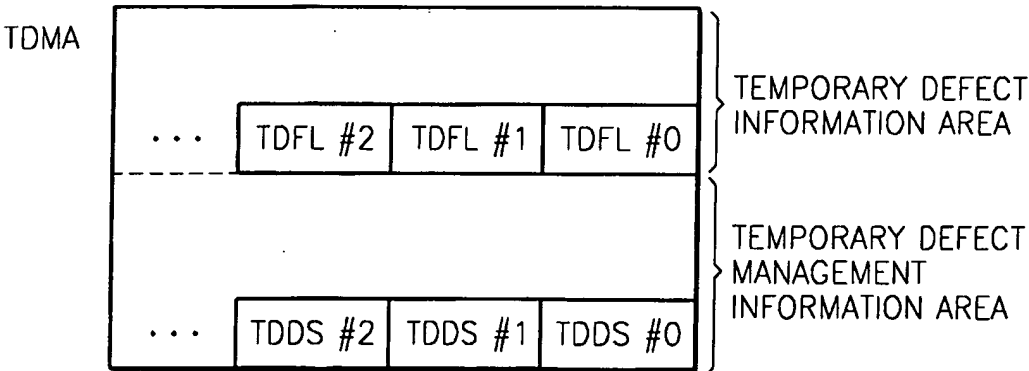 TDMA
... TDFL #2 TDFL #1 TDFL #0
TEMPORARY DEFECT
INFORMATION AREA
... TDDS #2 TDDS #1 TDDS #0
TEMPORARY DEFECT
MANAGEMENT
INFORMATION AREA